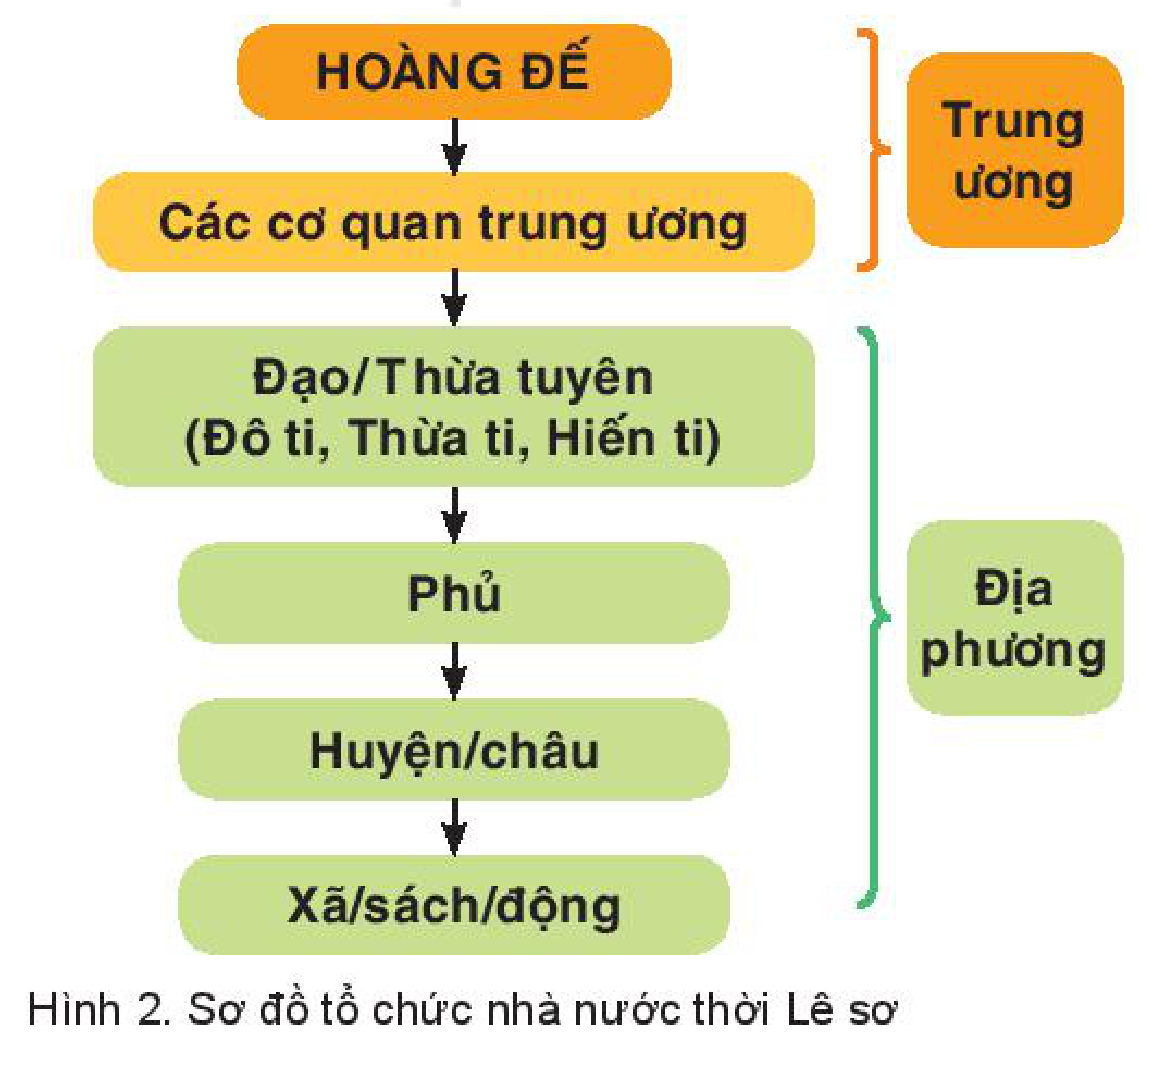 HOÀNG ĐẾ
Các cơ quan trung ương
Trung
ương
Đạo/Thừa tuyên
(Đô ti, Thừa ti, Hiến ti)
Phủ
Huyện/châu
Xã/sách/động
Địa
phương
Hình 2. Sơ đồ tổ chức nhà nước thời Lê sơ